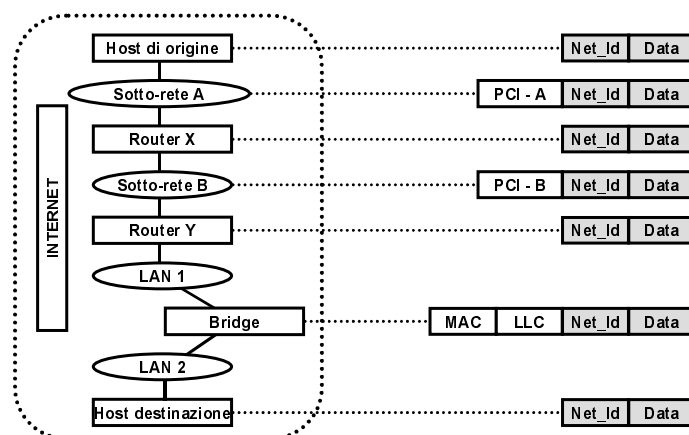 Host di origine Net_Id Data
Sotto-rete A PCI - A Net_Id Data
Router X Net_Id Data
INTERNET
Sotto-rete B PCI - B Net_Id Data
Router Y Net_Id Data
LAN 1
Bridge MAC LLC Net_Id Data
LAN 2
Host destinazione Net_Id Data